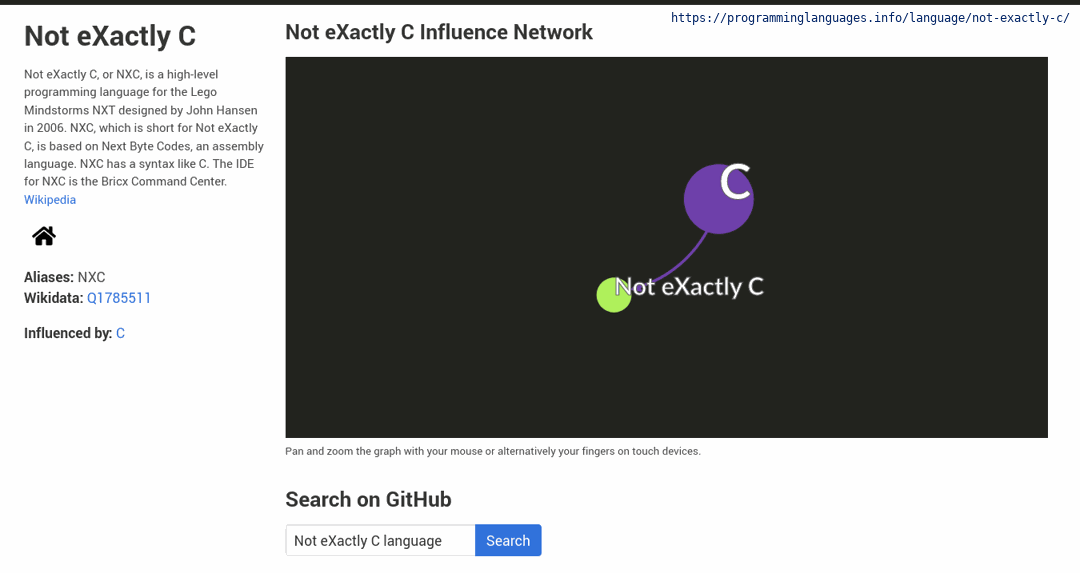 https://programminglanguages.info/language/not-exactly-c/
Not eXactly C
Not eXactly C, or NXC, is a high-level
programming language for the Lego
Mindstorms NXT designed by John Hansen
in 2006. NXC, which is short for Not eXactly
C, is based on Next Byte Codes, an assembly
language. NXC has a syntax like C. The IDE
for NXC is the Bricx Command Center.
Wikipedia
Aliases: NXC
Wikidata: Q1785511
Influenced by: C
Not eXactly C Influence Network
C
Not eXactly C
Pan and zoom the graph with your mouse or alternatively your fingers on touch devices.
Search on GitHub
Not eXactly C language
Search